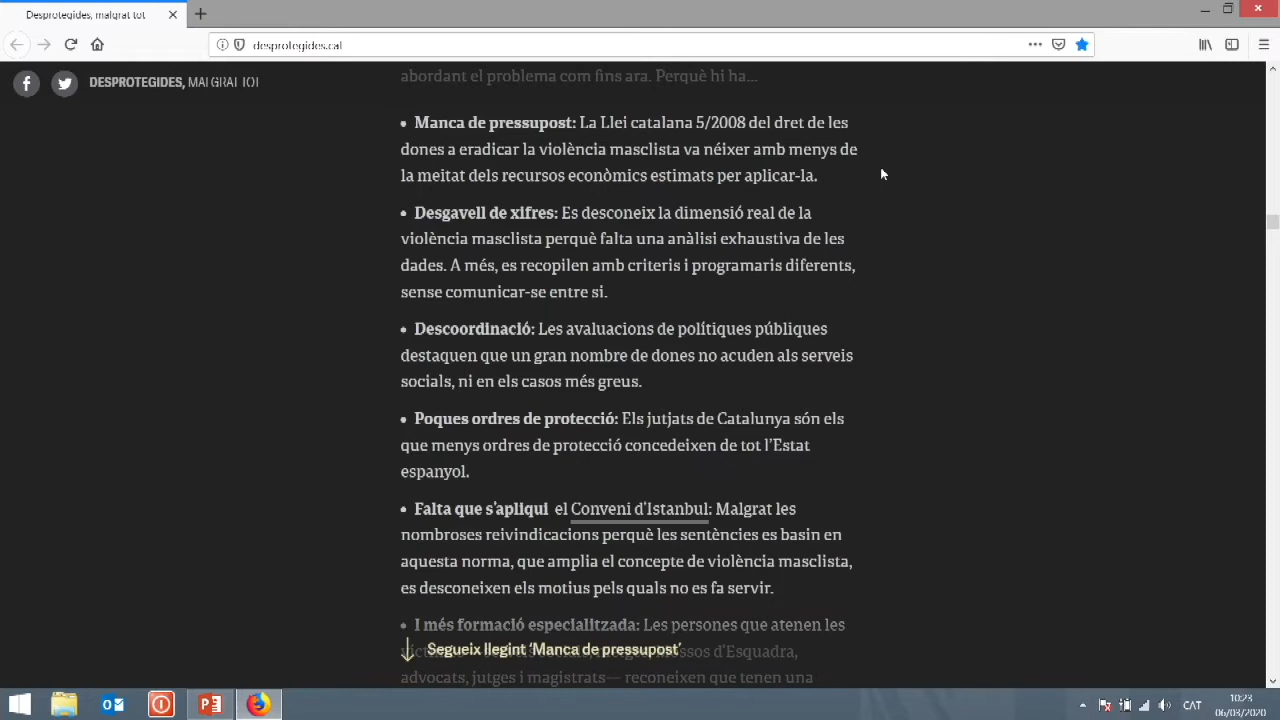 Desprotegides, malgrat tot
desprotegides.cat
DESPROTEGIDES, MALGRAT TOT
abordant el problema com fins ara. Perquè hi ha...
• Manca de pressupost: La Llei catalana 5/2008 del dret de les
dones a eradicar la violència masclista va néixer amb menys de
la meitat dels recursos econòmics estimats per aplicar-la.
• Desgavell de xifres: Es desconeix la dimensió real de la
violència masclista perquè falta una anàlisi exhaustiva de les
dades. A més, es recopilen amb criteris i programaris diferents,
sense comunicar-se entre si.
• Descoordinació: Les avaluacions de polítiques públiques
destaquen que un gran nombre de dones no acuden als serveis
socials, ni en els casos més greus.
• Poques ordres de protecció: Els jutjats de Catalunya són els
que menys ordres de protecció concedeixen de tot l'Estat
espanyol.
• Falta que s'apliqui el Conveni d'Istanbul: Malgrat les
nombroses reivindicacions perquè les sentències es basin en
aquesta norma, que amplia el concepte de violència masclista,
es desconeixen els motius pels quals no es fa servir.
• I més formació especialitzada: Les persones que atenen les
Segueix llegint 'Manca de pressupost'
d'Esquadra,
advocats, jutges i magistrats— reconeixen que tenen una
CAT
10:23
06/03/2020